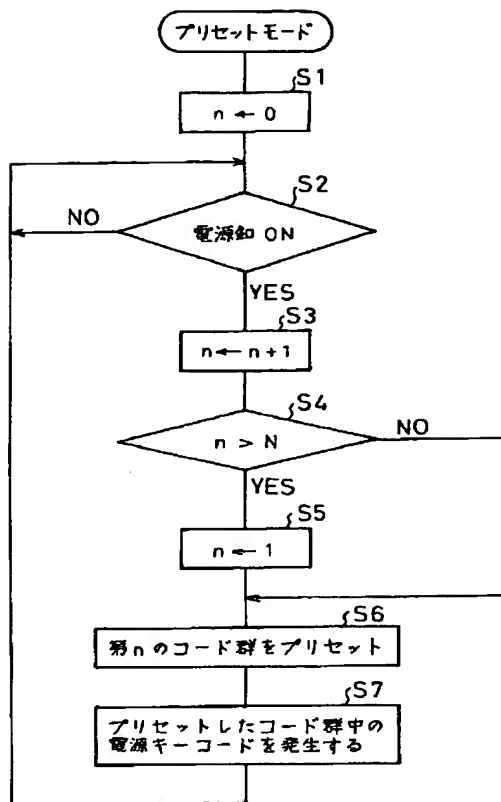 プリセットモード
S1
n ← 0
S2
NO
電源釦 ON
YES
S3
n ← n+1
S4
n > N
NO
YES
S5
n ← 1
S6
第nのコード群をプリセット
S7
プリセットしたコード群中の
電源キーコードを発生する